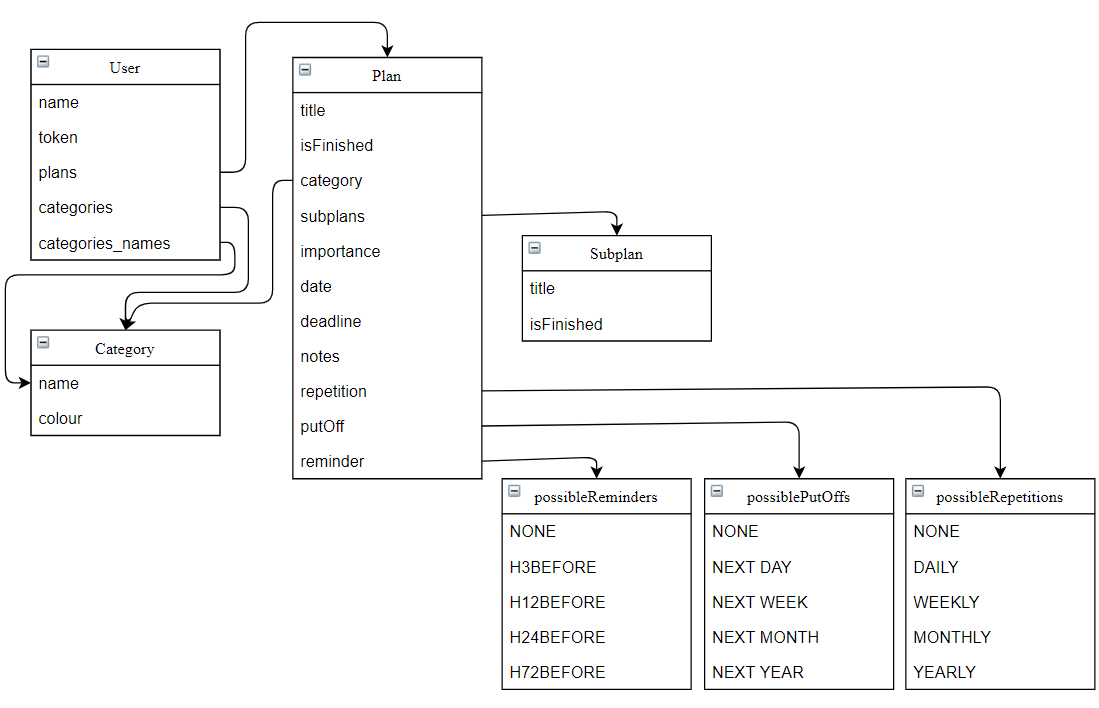 User
name
token
plans
categories
categories_names
Plan
title
isFinished
category
subplans
importance
date
deadline
notes
repetition
putOff
reminder
Subplan
title
isFinished
Category
name
colour
possibleReminders
NONE
H3BEFORE
H12BEFORE
H24BEFORE
H72BEFORE
possiblePutOffs
NONE
NEXT DAY
NEXT WEEK
NEXT MONTH
NEXT YEAR
possibleRepetitions
NONE
DAILY
WEEKLY
MONTHLY
YEARLY